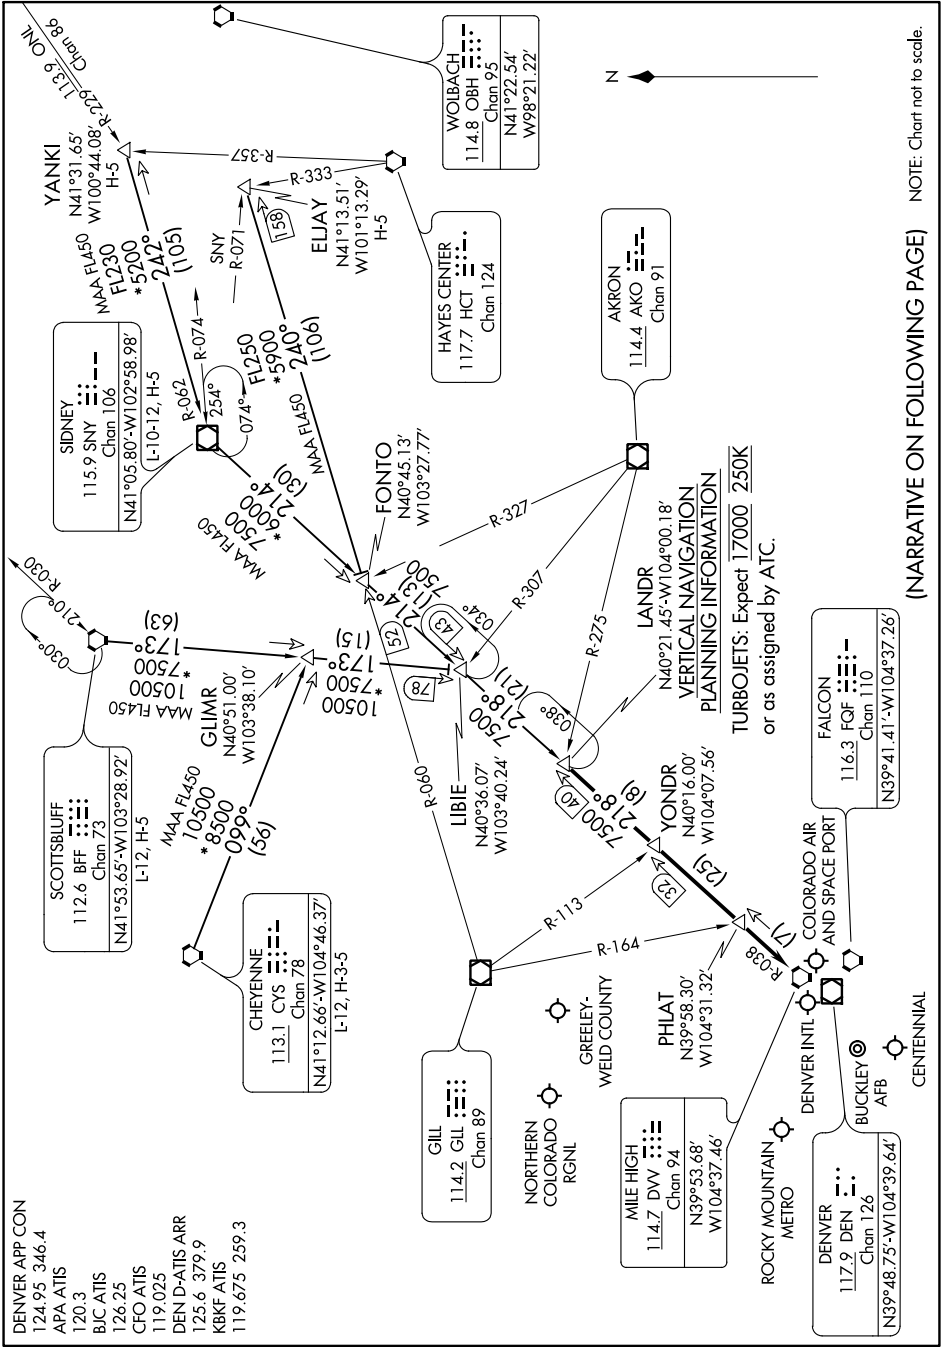 DENVER APP CON
124.95 346.4
APA ATIS
120.3
BJC ATIS
126.25
CFO ATIS
119.025
DEN D-ATIS ARR
125.6 379.9
KBKF ATIS
119.675 259.3
CHEYENNE
113.1 CYS
Chan 78
N41°12.66'-W104°46.37'
L-12, H-3-5
SCOTTSBLUFF
112.6 BFF
Chan 73
N41°53.65'-W103°28.92'
L-12, H-5
SIDNEY
115.9 SNY
Chan 106
N41°05.80'-W102°58.98'
L-10-12, H-5
YANKI
N41°31.65'
W100°44.08'
H-5
113.9 ONL
Chan 86
R-229
MAA FL450
FL230
*5200
242°
(105)
R-062
R-074
254°
074°
SNY
R-071
R-357
R-333
158
ELJAY
N41°13.51'
W101°13.29'
H-5
FL250
*5900
240°
(106)
MAA FL450
R-030
210°
030°
173°
(63)
*7500
10500
MAA FL450
MAA FL450
10500
*8500
099°
(56)
GLIMR
N40°51.00'
W103°38.10'
173°
(15)
*7500
10500
78
214°
(30)
*6000
7500
MAA FL450
FONTO
N40°45.13'
W103°27.77'
52
214°
(13)
7500
43
034°
LIBIE
N40°36.07'
W103°40.24'
7500
218°
(21)
038°
40
LANDR
N40°21.45'-W104°00.18'
VERTICAL NAVIGATION
PLANNING INFORMATION
TURBOJETS: Expect 17000 250K
or as assigned by ATC.
7500
218°
(8)
32
YONDR
N40°16.00'
W104°07.56'
(25)
PHLAT
N39°58.30'
W104°31.32'
(7)
R-038
R-060
R-113
R-164
R-327
R-307
R-275
WOLBACH
114.8 OBH
Chan 95
N41°22.54'
W98°21.22'
HAYES CENTER
117.7 HCT
Chan 124
AKRON
114.4 AKO
Chan 91
GILL
114.2 GLL
Chan 89
NORTHERN
COLORADO
RGNL
GREELEY-
WELD COUNTY
MILE HIGH
114.7 DVV
Chan 94
N39°53.68'
W104°37.46'
ROCKY MOUNTAIN
METRO
DENVER INTL
COLORADO AIR
AND SPACE PORT
BUCKLEY
AFB
CENTENNIAL
DENVER
117.9 DEN
Chan 126
N39°48.75'-W104°39.64'
FALCON
116.3 FQF
Chan 110
N39°41.41'-W104°37.26'
N
(NARRATIVE ON FOLLOWING PAGE)
NOTE: Chart not to scale.